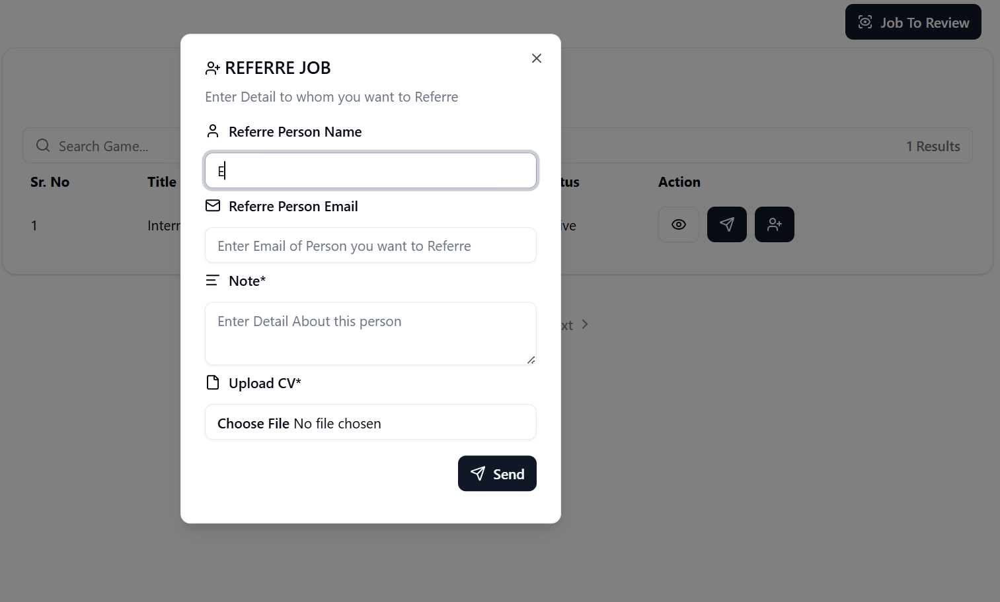 Job To Review
REFERRE JOB
Enter Detail to whom you want to Referre
Referre Person Name
E
Referre Person Email
Enter Email of Person you want to Referre
Note*
Enter Detail About this person
Upload CV*
Choose File No file chosen
Send
Search Game...
1 Results
Sr. No Title tus Action
1 Intern ive
xt